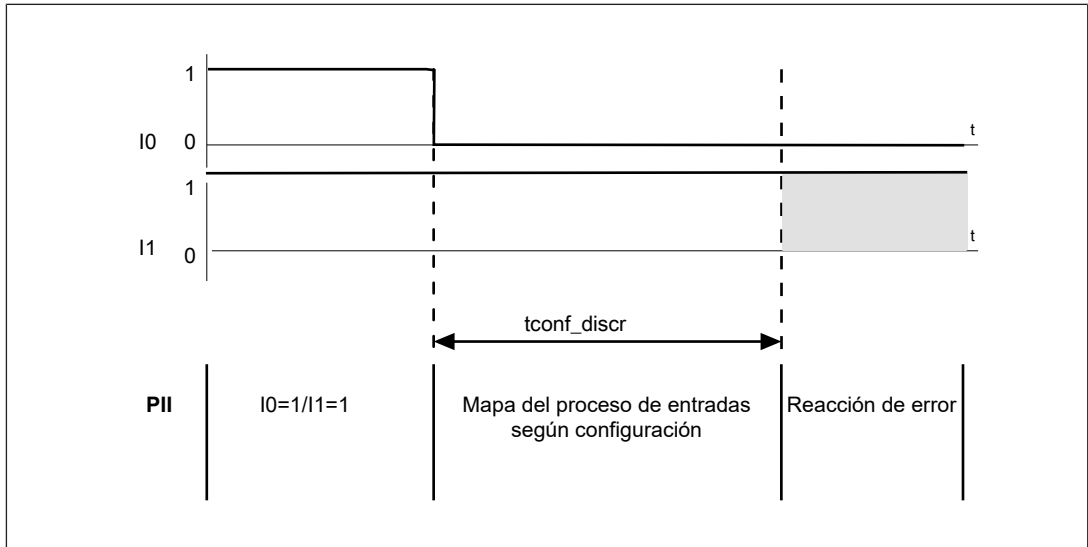 1
I0 0
t
1
I1 0
t
tconf_discr
PII I0=1/I1=1 Mapa del proceso de entradas Reacción de error
según configuración